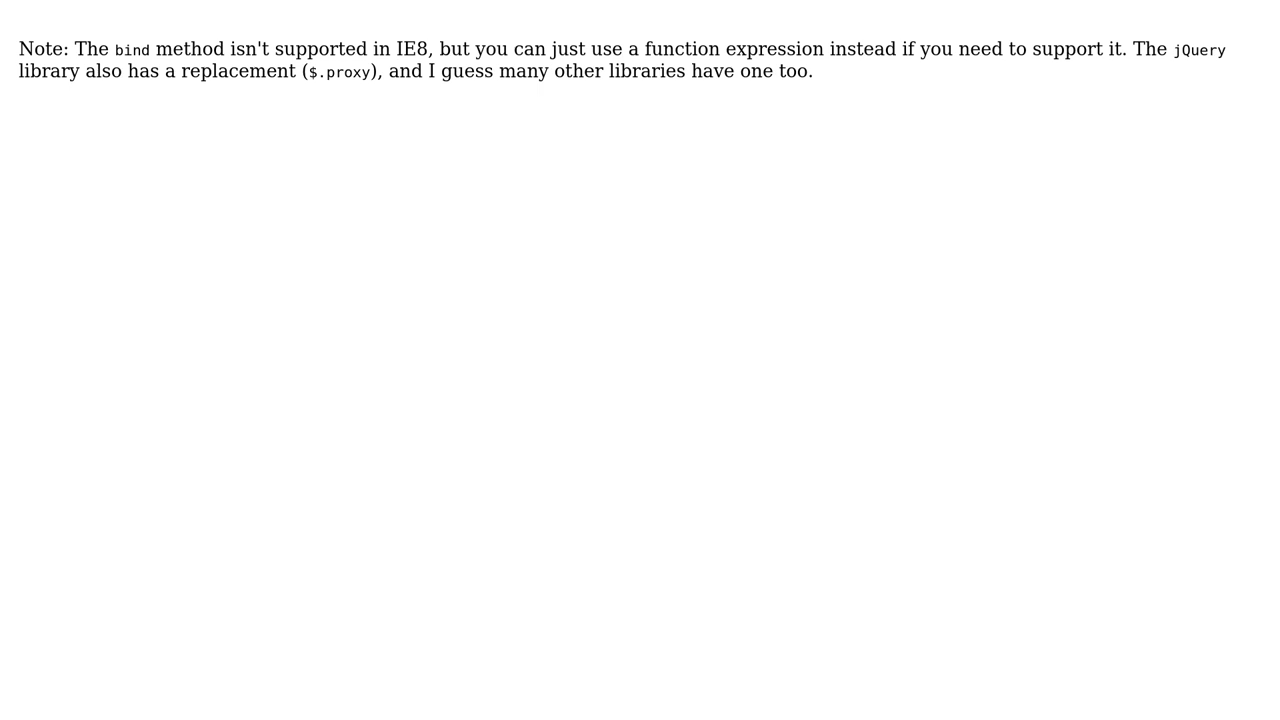 Note: The bind method isn't supported in IE8, but you can just use a function expression instead if you need to support it. The jQuery
library also has a replacement ($.proxy), and I guess many other libraries have one too.